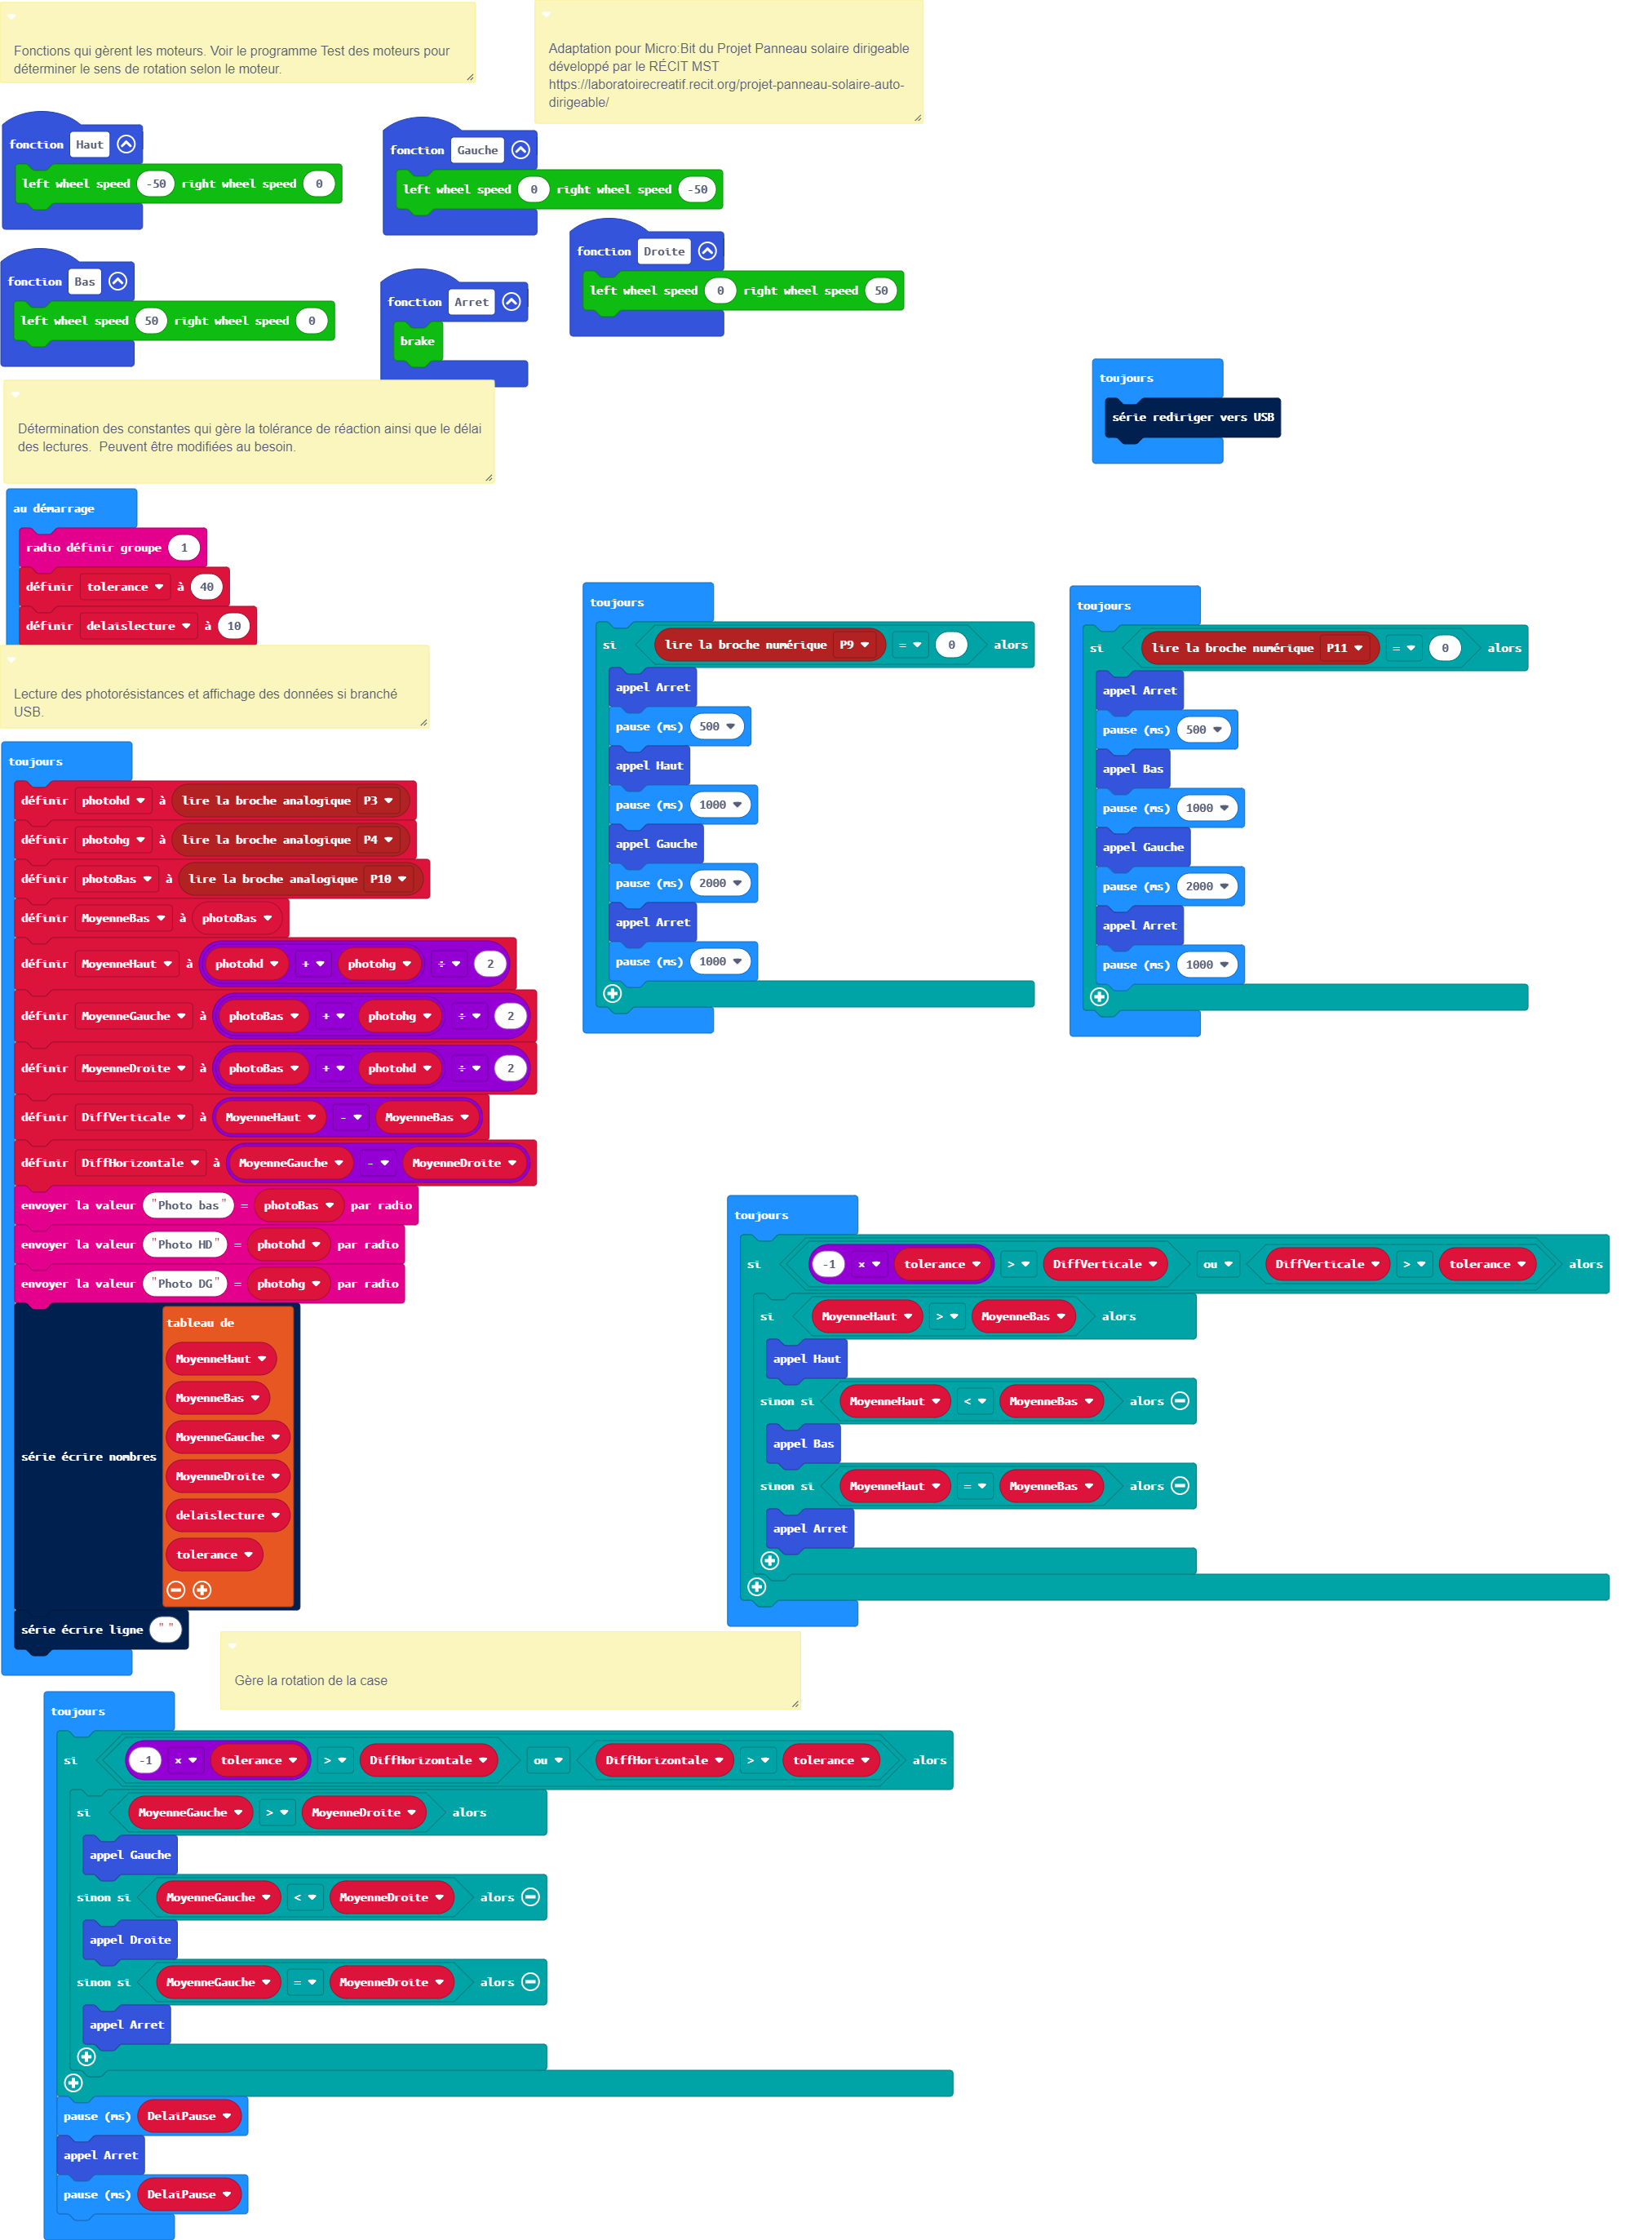 Fonctions qui gèrent les moteurs. Voir le programme Test des moteurs pour
déterminer le sens de rotation selon le moteur.
Adaptation pour Micro:Bit du Projet Panneau solaire dirigeable
développé par le RÉCIT MST
https://laboratoirecreatif.recit.org/projet-panneau-solaire-auto-
dirigeable/
fonction Haut
left wheel speed -50 right wheel speed 0
fonction Gauche
left wheel speed 0 right wheel speed -50
fonction Droite
left wheel speed 0 right wheel speed 50
fonction Bas
left wheel speed 50 right wheel speed 0
fonction Arret
brake
toujours
série rediriger vers USB
Détermination des constantes qui gère la tolérance de réaction ainsi que le délai
des lectures.  Peuvent être modifiées au besoin.
au démarrage
radio définir groupe 1
définir tolerance à 40
définir delaislecture à 10
Lecture des photorésistances et affichage des données si branché
USB.
toujours
si lire la broche numérique P9 = 0 alors
appel Arret
pause (ms) 500
appel Haut
pause (ms) 1000
appel Gauche
pause (ms) 2000
appel Arret
pause (ms) 1000
toujours
si lire la broche numérique P11 = 0 alors
appel Arret
pause (ms) 500
appel Bas
pause (ms) 1000
appel Gauche
pause (ms) 2000
appel Arret
pause (ms) 1000
toujours
définir photohd à lire la broche analogique P3
définir photohg à lire la broche analogique P4
définir photoBas à lire la broche analogique P10
définir MoyenneBas à photoBas
définir MoyenneHaut à photohd + photohg ÷ 2
définir MoyenneGauche à photoBas + photohg ÷ 2
définir MoyenneDroite à photoBas + photohd ÷ 2
définir DiffVerticale à MoyenneHaut - MoyenneBas
définir DiffHorizontale à MoyenneGauche - MoyenneDroite
envoyer la valeur "Photo bas" = photoBas par radio
envoyer la valeur "Photo HD" = photohd par radio
envoyer la valeur "Photo DG" = photohg par radio
série écrire nombres tableau de
MoyenneHaut
MoyenneBas
MoyenneGauche
MoyenneDroite
delaislecture
tolerance
série écrire ligne " "
toujours
si -1 × tolerance > DiffVerticale ou DiffVerticale > tolerance alors
si MoyenneHaut > MoyenneBas alors
appel Haut
sinon si MoyenneHaut < MoyenneBas alors
appel Bas
sinon si MoyenneHaut = MoyenneBas alors
appel Arret
Gère la rotation de la case
toujours
si -1 × tolerance > DiffHorizontale ou DiffHorizontale > tolerance alors
si MoyenneGauche > MoyenneDroite alors
appel Gauche
sinon si MoyenneGauche < MoyenneDroite alors
appel Droite
sinon si MoyenneGauche = MoyenneDroite alors
appel Arret
pause (ms) DelaiPause
appel Arret
pause (ms) DelaiPause